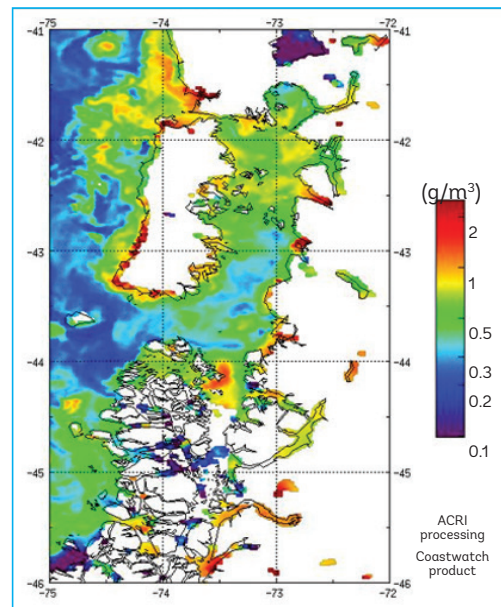 −75 −74 −73 −72
−41 −41
−42 −42
−43 −43
−44 −44
−45 −45
−46 −46
−75 −74 −73 −72
(g/m³)
2
1
0.5
0.3
0.2
0.1
ACRI
processing
Coastwatch
product